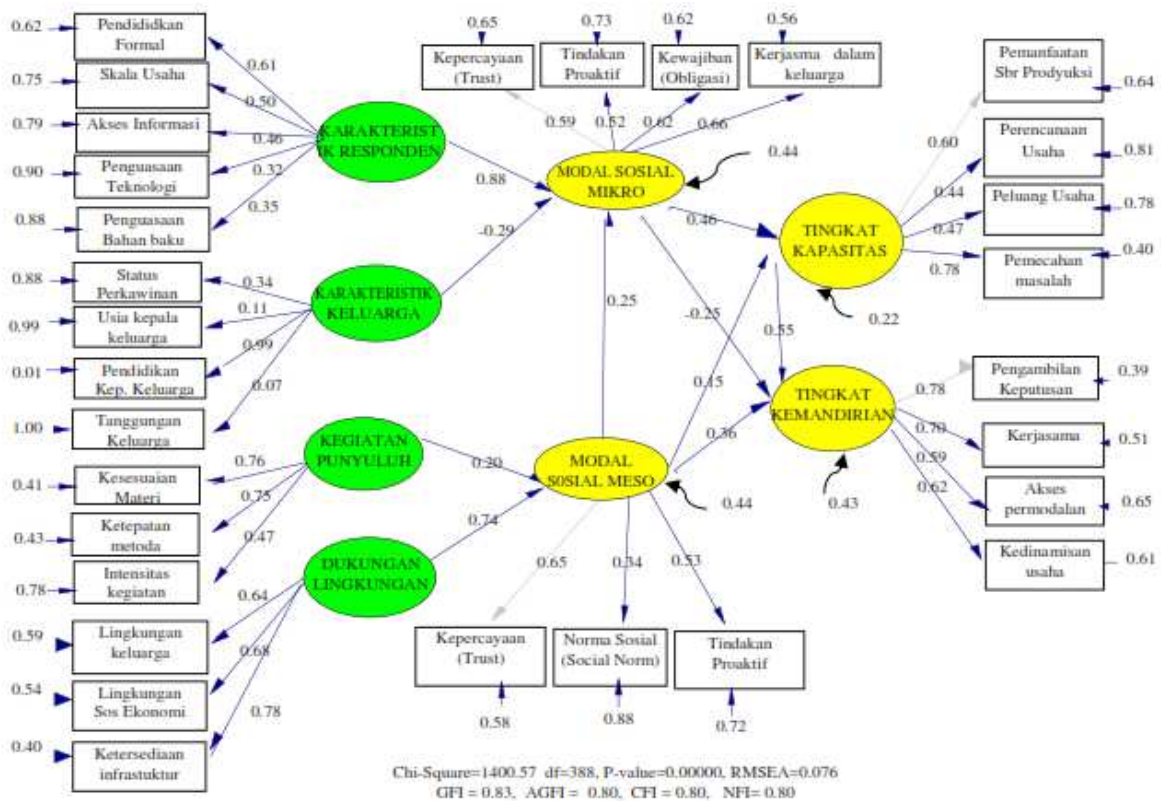 0.62
Pendididkan
Formal
0.75
Skala Usaha
0.79
Akses Informasi
0.90
Penguasaan
Teknologi
0.88
Penguasaan
Bahan baku
0.88
Status
Perkawinan
0.99
Usia kepala
keluarga
0.01
Pendidikan
Kep. Keluarga
1.00
Tanggungan
Keluarga
0.41
Kesesuaian
Materi
0.43
Ketepatan
metoda
0.78
Intensitas
kegiatan
0.59
Lingkungan
keluarga
0.54
Lingkungan
Sos Ekonomi
0.40
Ketersediaan
infrastuktur
0.61
0.50
0.46
0.32
0.35
0.34
0.11
0.99
0.07
0.76
0.75
0.47
0.64
0.68
0.78
KARAKTERIST
IK RESPONDEN
KARAKTERISTIK
KELUARGA
KEGIATAN
PUNYULUH
DUKUNGAN
LINGKUNGAN
0.88
-0.29
0.20
0.74
0.65
0.73
0.62
0.56
Kepercayaan
(Trust)
Tindakan
Proaktif
Kewajiban
(Obligasi)
Kerjasma dalam
keluarga
0.59
0.52
0.62
0.66
MODAL SOSIAL
MIKRO
0.44
0.46
0.25
-0.25
0.15
0.55
0.36
MODAL
S0SIAL MESO
0.44
0.65
0.34
0.53
Kepercayaan
(Trust)
Norma Sosial
(Social Norm)
Tindakan
Proaktif
0.58
0.88
0.72
TINGKAT
KAPASITAS
0.22
TINGKAT
KEMANDIRIAN
0.43
0.60
0.44
0.47
0.78
Pemanfaatan
Sbr Prodyuksi
0.64
Perencanaan
Usaha
0.81
Peluang Usaha
0.78
Pemecahan
masalah
0.40
0.78
0.70
0.59
0.62
Pengambilan
Keputusan
0.39
Kerjasama
0.51
Akses
permodalan
0.65
Kedinamisan
usaha
0.61
Chi-Square=1400.57 df=388, P-value=0.00000, RMSEA=0.076
GFI = 0.83, AGFI = 0.80, CFI = 0.80, NFI= 0.80